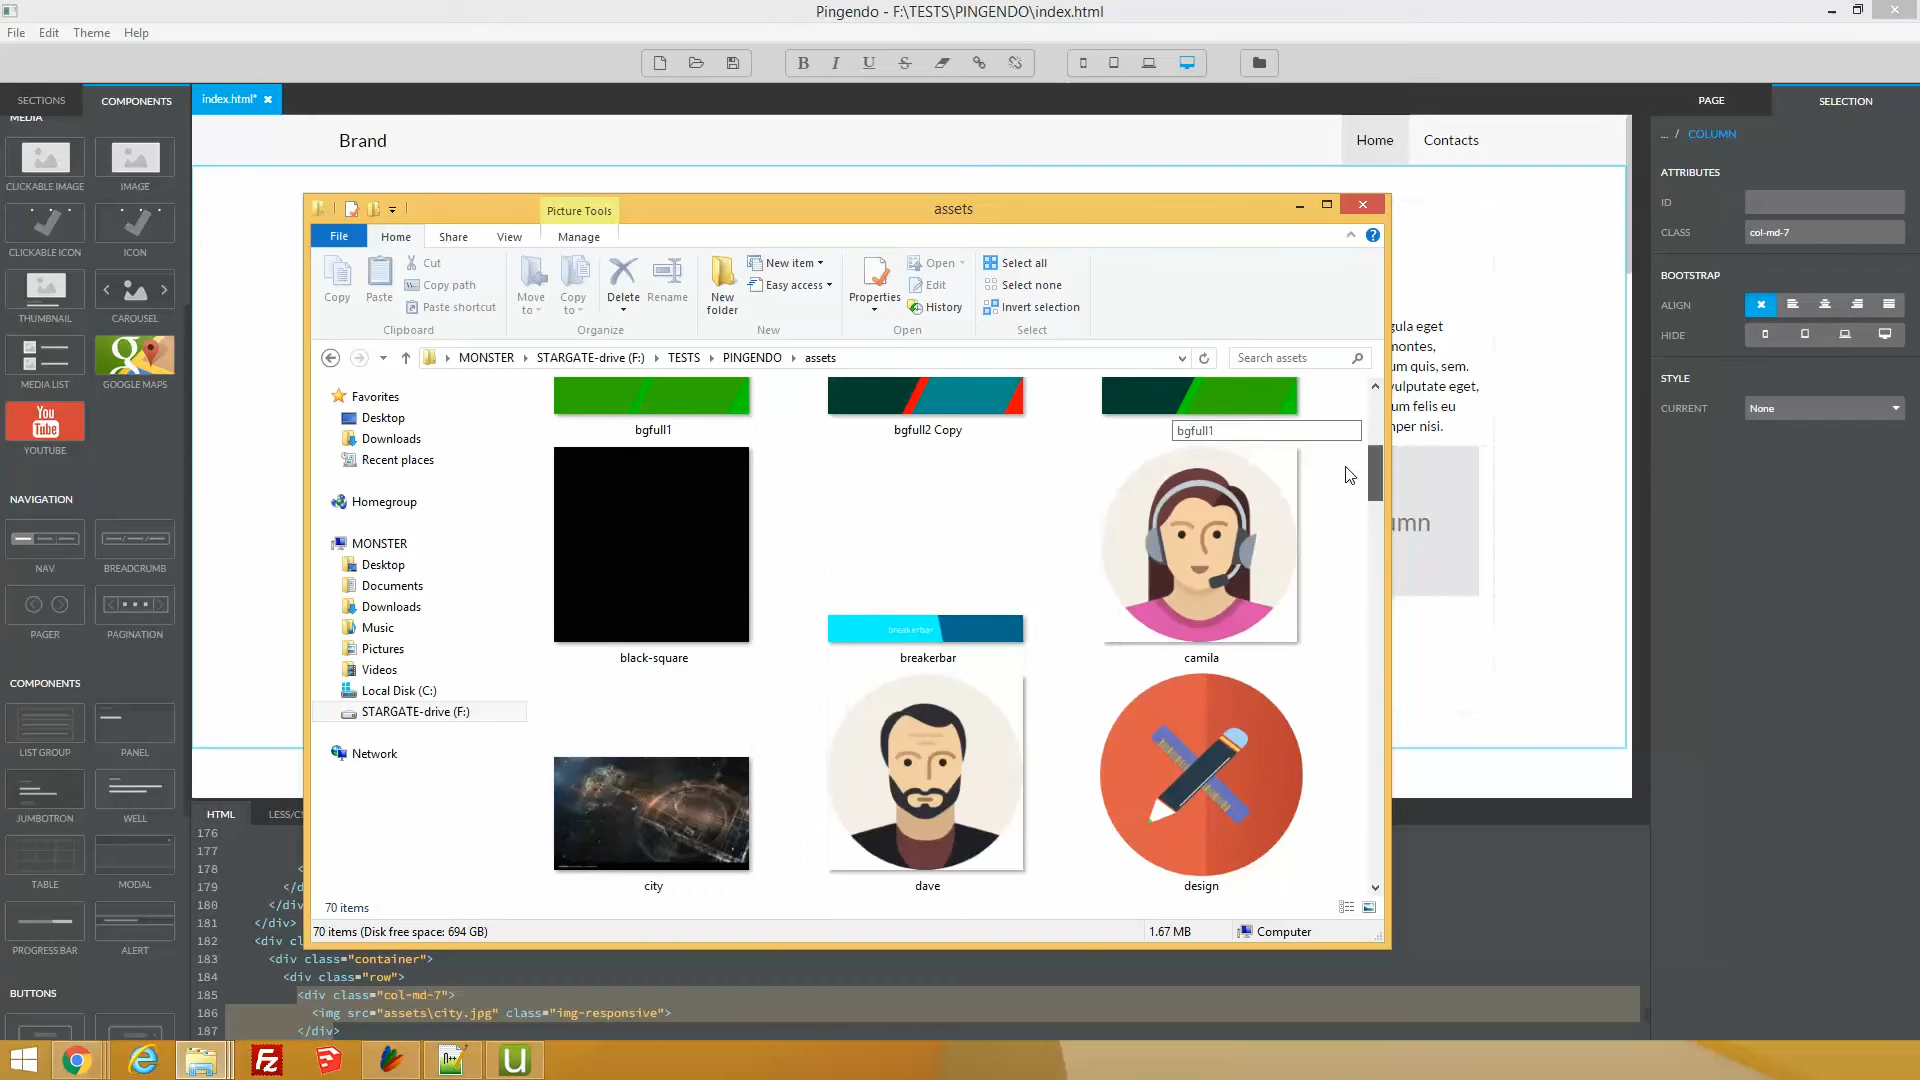 Pingendo - F:\TESTS\PINGENDO\index.html
File Edit Theme Help
B I U S
SECTIONS COMPONENTS
index.html* ×
PAGE SELECTION
MEDIA
CLICKABLE IMAGE IMAGE
CLICKABLE ICON ICON
THUMBNAIL CAROUSEL
MEDIA LIST GOOGLE MAPS
You Tube
YOUTUBE
NAVIGATION
NAV BREADCRUMB
PAGER PAGINATION
COMPONENTS
LIST GROUP PANEL
JUMBOTRON WELL
TABLE MODAL
PROGRESS BAR ALERT
BUTTONS
Brand Home Contacts
assets
Picture Tools
File Home Share View Manage
Copy Paste
Cut
Copy path
Paste shortcut
Clipboard
Move to
Copy to
Delete
Rename
Organize
New folder
New item
Easy access
New
Properties
Open
Edit
History
Open
Select all
Select none
Invert selection
Select
MONSTER STARGATE-drive (F:) TESTS PINGENDO assets
Search assets
Favorites
Desktop
Downloads
Recent places
Homegroup
MONSTER
Desktop
Documents
Downloads
Music
Pictures
Videos
Local Disk (C:)
STARGATE-drive (F:)
Network
bgfull1 bgfull2 Copy
bgfull1
breakerbar
black-square breakerbar camila
city dave design
70 items
70 items (Disk free space: 694 GB) 1.67 MB Computer
gula eget
montes,
um quis, sem.
vulputate eget,
um felis eu
mper nisi.
umn
... / COLUMN
ATTRIBUTES
ID
CLASS col-md-7
BOOTSTRAP
ALIGN
HIDE
STYLE
CURRENT None
HTML LESS/CS
176
177
178 <
179 </d
180 </div>
181 </div>
182 <div cl
183 <div class="container">
184 <div class="row">
185 <div class="col-md-7">
186 <img src="assets\city.jpg" class="img-responsive">
187 </div>
Fz
n++
U